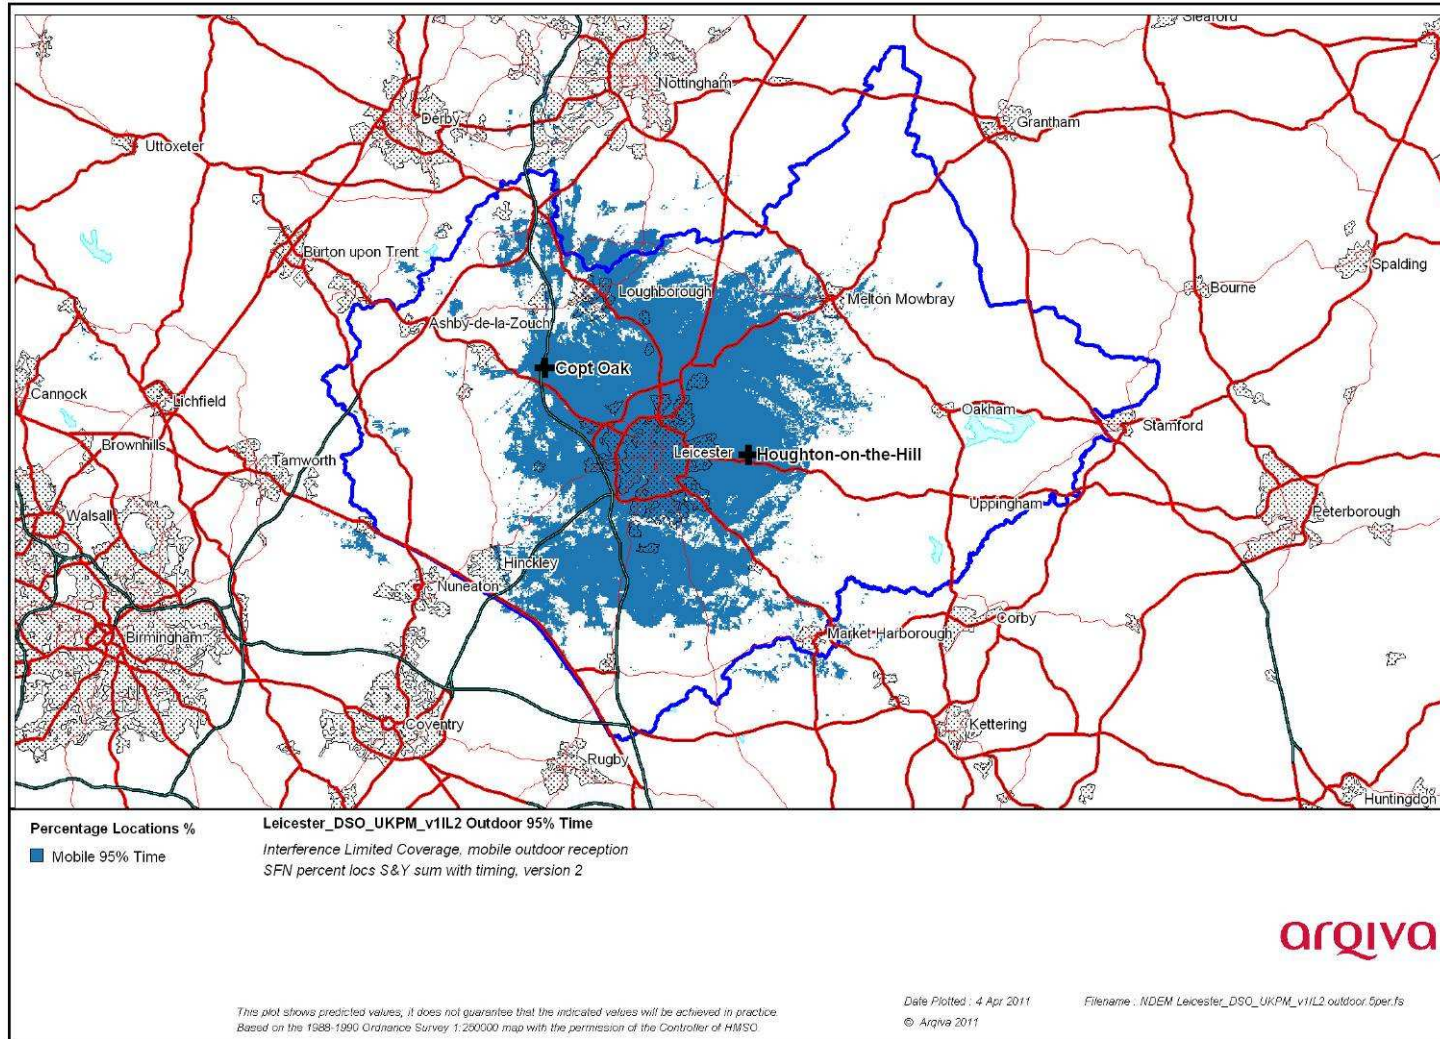 Sleaford
Nottingham
Derby
Grantham
Uttoxeter
Burton upon Trent
Spalding
Bourne
Loughborough
Melton Mowbray
Ashby-de-la-Zouch
Copt Oak
Cannock
Lichfield
Oakham
Stamford
Brownhills
Tamworth
Leicester
Houghton-on-the-Hill
Uppingham
Walsall
Peterborough
Hinckley
Nuneaton
Corby
Birmingham
Market Harborough
Coventry
Kettering
Rugby
Huntingdon
Percentage Locations %
Mobile 95% Time
Leicester_DSO_UKPM_v1IL2 Outdoor 95% Time
Interference Limited Coverage, mobile outdoor reception
SFN percent locs S&Y sum with timing, version 2
arqiva
This plot shows predicted values, it does not guarantee that the indicated values will be achieved in practice.
Based on the 1988-1990 Ordnance Survey 1:250000 map with the permission of the Controller of HMSO
Date Plotted : 4 Apr 2011
© Arqiva 2011
Filename : NDEM Leicester_DSO_UKPM_v1IL2 outdoor.5per.fs